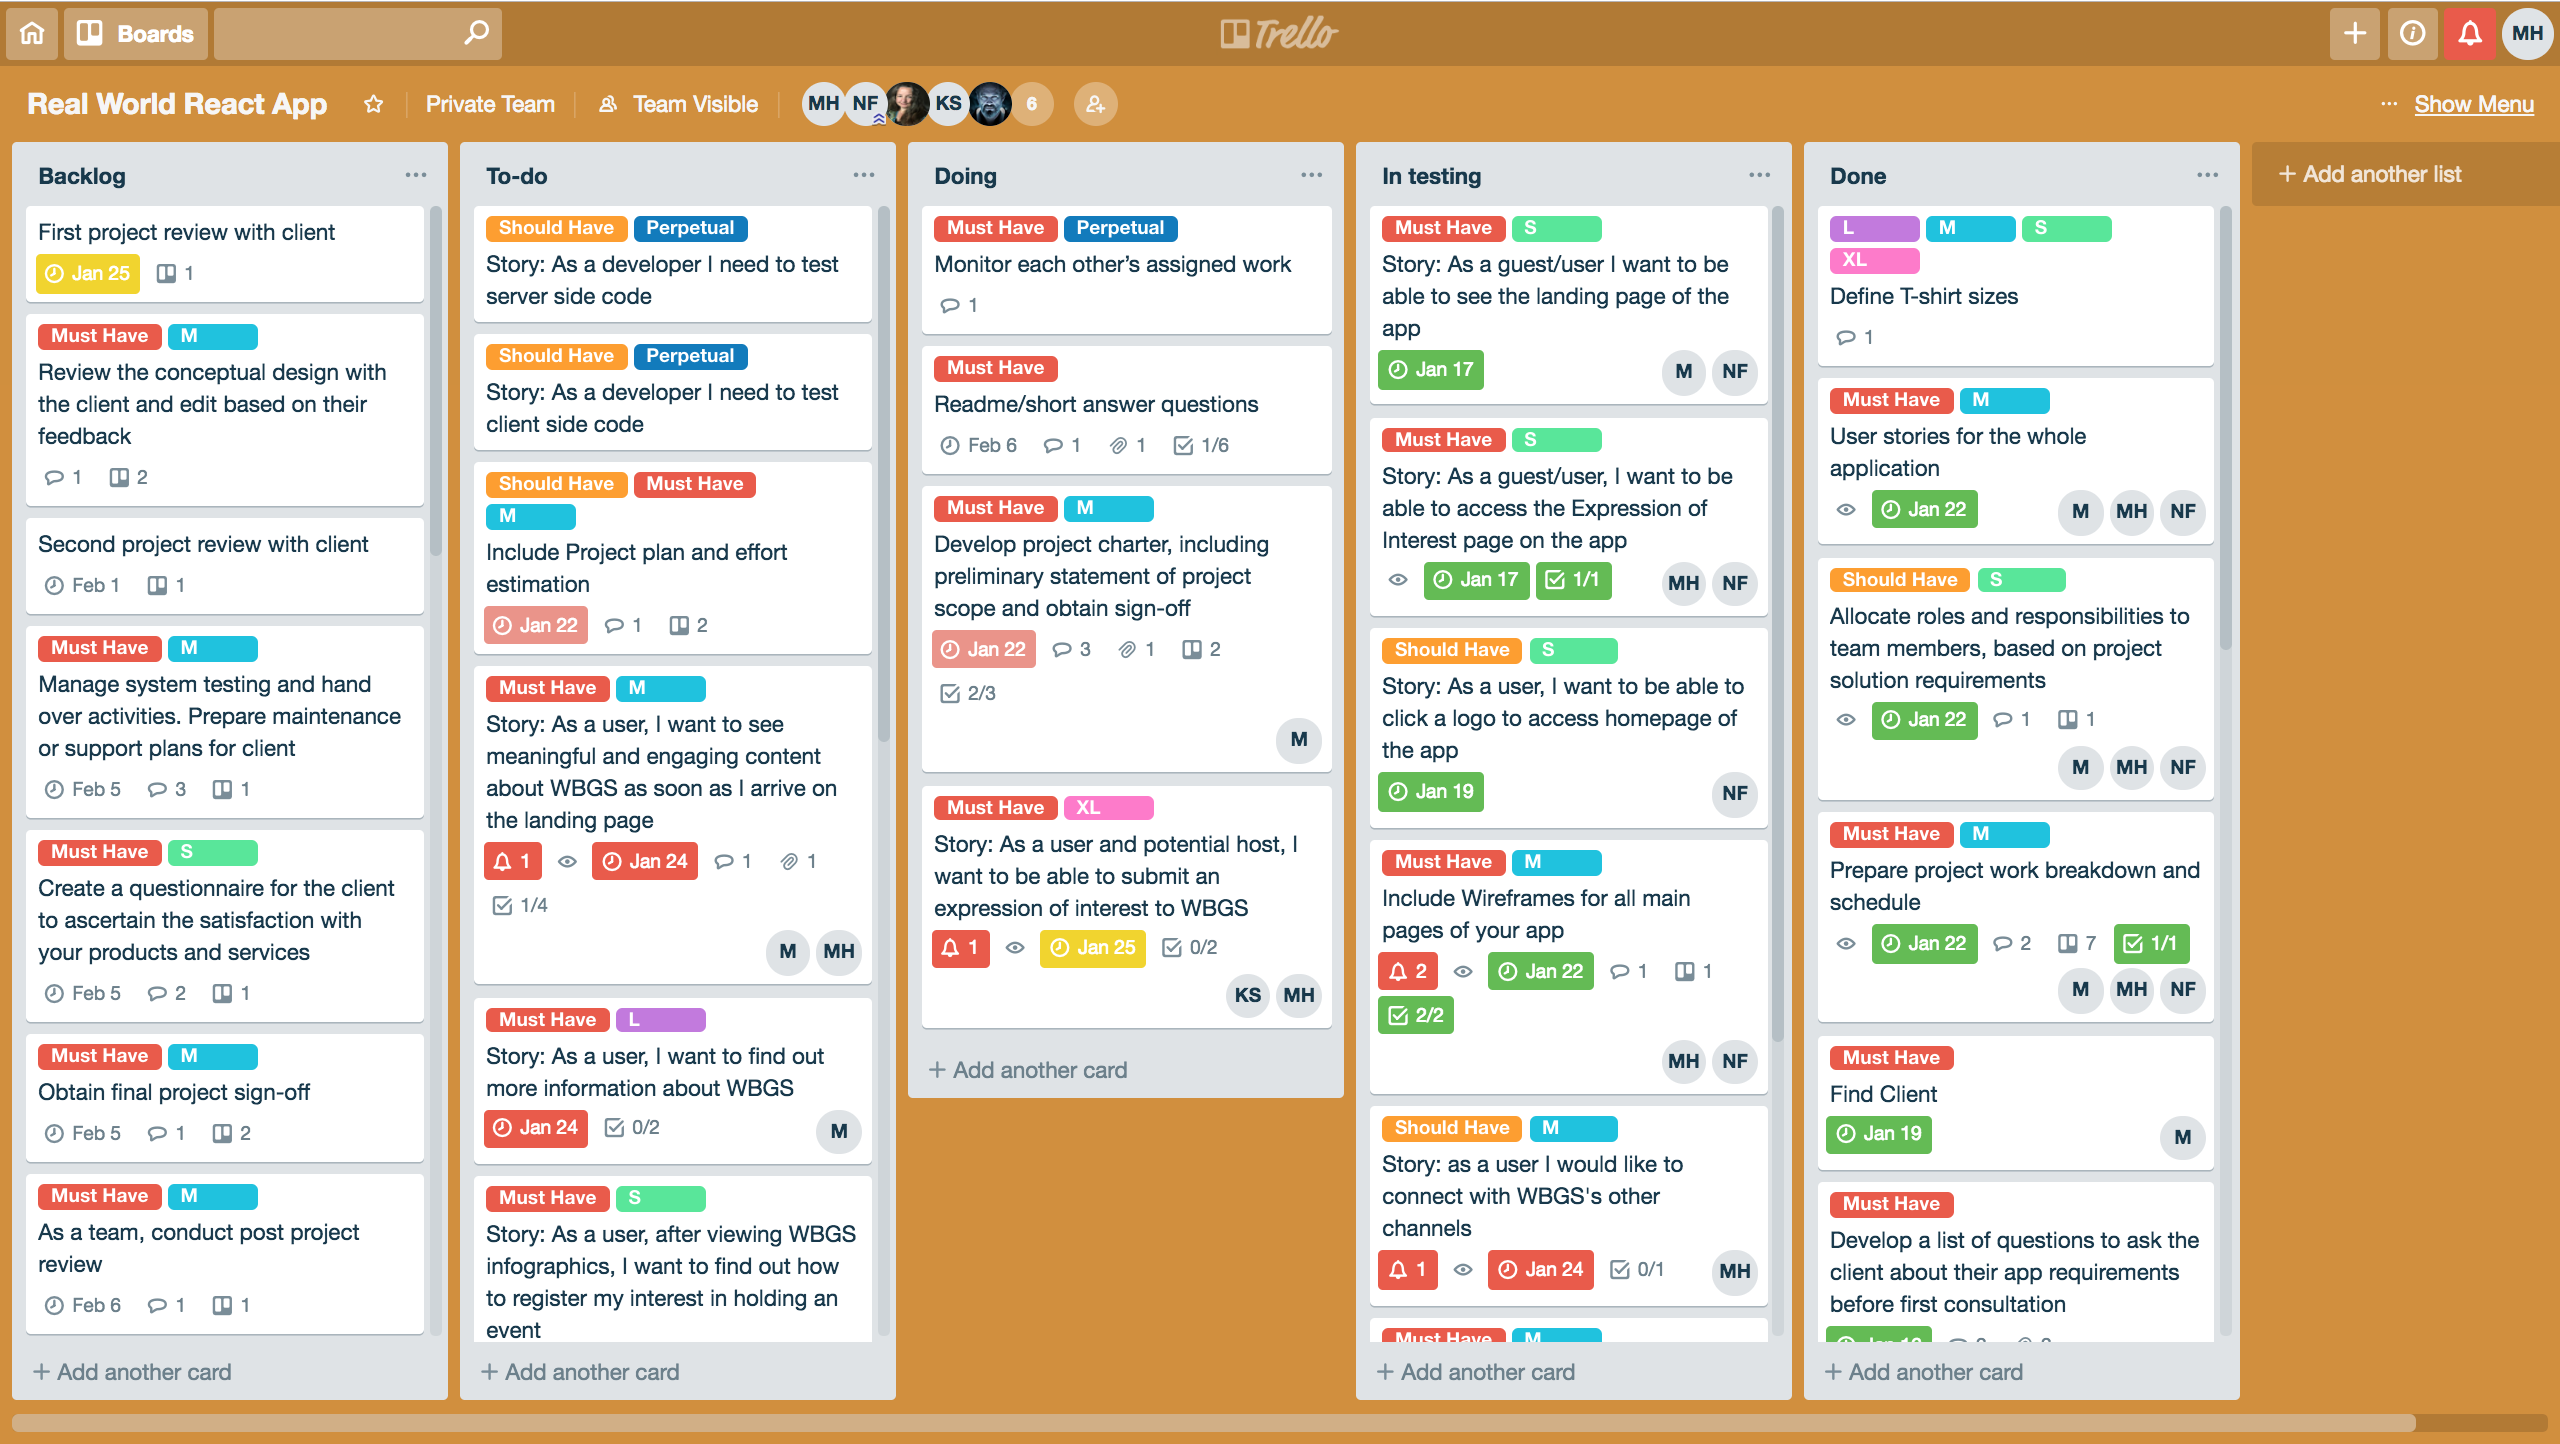 Boards
Trello
MH
Real World React App
Private Team
Team Visible
MH NF KS 6
... Show Menu
Backlog
First project review with client
Jan 25 1
Must Have M
Review the conceptual design with
the client and edit based on their
feedback
1 2
Second project review with client
Feb 1 1
Must Have M
Manage system testing and hand
over activities. Prepare maintenance
or support plans for client
Feb 5 3 1
Must Have S
Create a questionnaire for the client
to ascertain the satisfaction with
your products and services
Feb 5 2 1
Must Have M
Obtain final project sign-off
Feb 5 1 2
Must Have M
As a team, conduct post project
review
Feb 6 1 1
+ Add another card
To-do
Should Have Perpetual
Story: As a developer I need to test
server side code
Should Have Perpetual
Story: As a developer I need to test
client side code
Should Have Must Have
M
Include Project plan and effort
estimation
Jan 22 1 2
Must Have M
Story: As a user, I want to see
meaningful and engaging content
about WBGS as soon as I arrive on
the landing page
1 Jan 24 1 1
1/4
M MH
Must Have L
Story: As a user, I want to find out
more information about WBGS
Jan 24 0/2 M
Must Have S
Story: As a user, after viewing WBGS
infographics, I want to find out how
to register my interest in holding an
event
+ Add another card
Doing
Must Have Perpetual
Monitor each other’s assigned work
1
Must Have
Readme/short answer questions
Feb 6 1 1 1/6
Must Have M
Develop project charter, including
preliminary statement of project
scope and obtain sign-off
Jan 22 3 1 2
2/3
M
Must Have XL
Story: As a user and potential host, I
want to be able to submit an
expression of interest to WBGS
1 Jan 25 0/2
KS MH
+ Add another card
In testing
Must Have S
Story: As a guest/user I want to be
able to see the landing page of the
app
Jan 17 M NF
Must Have S
Story: As a guest/user, I want to be
able to access the Expression of
Interest page on the app
Jan 17 1/1 MH NF
Should Have S
Story: As a user, I want to be able to
click a logo to access homepage of
the app
Jan 19 NF
Must Have M
Include Wireframes for all main
pages of your app
2 Jan 22 1 1
2/2
MH NF
Should Have M
Story: as a user I would like to
connect with WBGS's other
channels
1 Jan 24 0/1 MH
Must Have M
+ Add another card
Done
L M S
XL
Define T-shirt sizes
1
Must Have M
User stories for the whole
application
Jan 22 M MH NF
Should Have S
Allocate roles and responsibilities to
team members, based on project
solution requirements
Jan 22 1 1
M MH NF
Must Have M
Prepare project work breakdown and
schedule
Jan 22 2 7 1/1
M MH NF
Must Have
Find Client
Jan 19 M
Must Have
Develop a list of questions to ask the
client about their app requirements
before first consultation
+ Add another card
+ Add another list